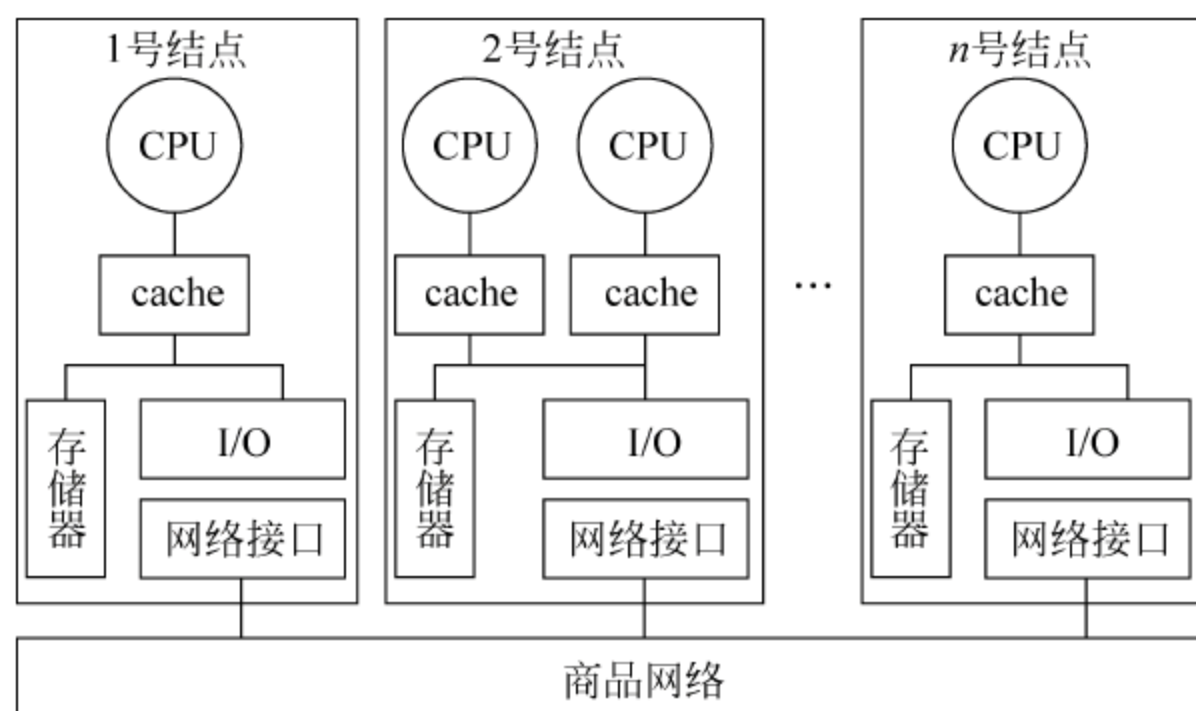 1号结点
CPU
cache
存储器
I/O
网络接口
2号结点
CPU
CPU
cache
cache
存储器
I/O
网络接口
…
n号结点
CPU
cache
存储器
I/O
网络接口
商品网络